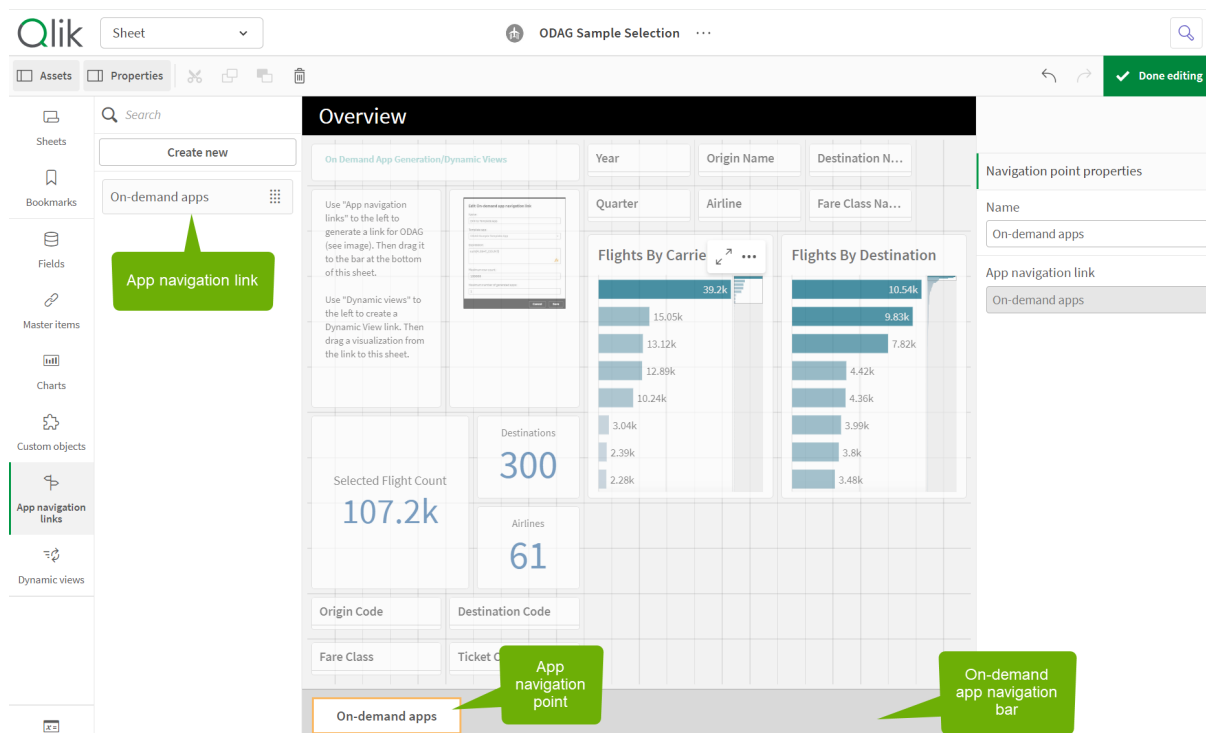 Qlik
Sheet
ODAG Sample Selection ...
Assets
Properties
Done editing
Sheets
Bookmarks
Fields
Master items
Charts
Custom objects
App navigation
links
Dynamic views
Search
Create new
On-demand apps
App navigation link
Overview
On Demand App Generation/Dynamic Views
Use "App navigation
links" to the left to
generate a link for ODAG
(see image). Then drag it
to the bar at the bottom
of this sheet.
Use "Dynamic views" to
the left to create a
Dynamic View link. Then
drag a visualization from
the link to this sheet.
Year
Origin Name
Destination N...
Quarter
Airline
Fare Class Na...
Flights By Carrie
39.2k
15.05k
13.12k
12.89k
10.24k
3.04k
2.39k
2.28k
Flights By Destination
10.54k
9.83k
7.82k
4.42k
4.36k
3.99k
3.8k
3.48k
Selected Flight Count
107.2k
Destinations
300
Airlines
61
Origin Code
Destination Code
Fare Class
Ticket C
App
navigation
point
On-demand
app navigation
bar
On-demand apps
Navigation point properties
Name
On-demand apps
App navigation link
On-demand apps